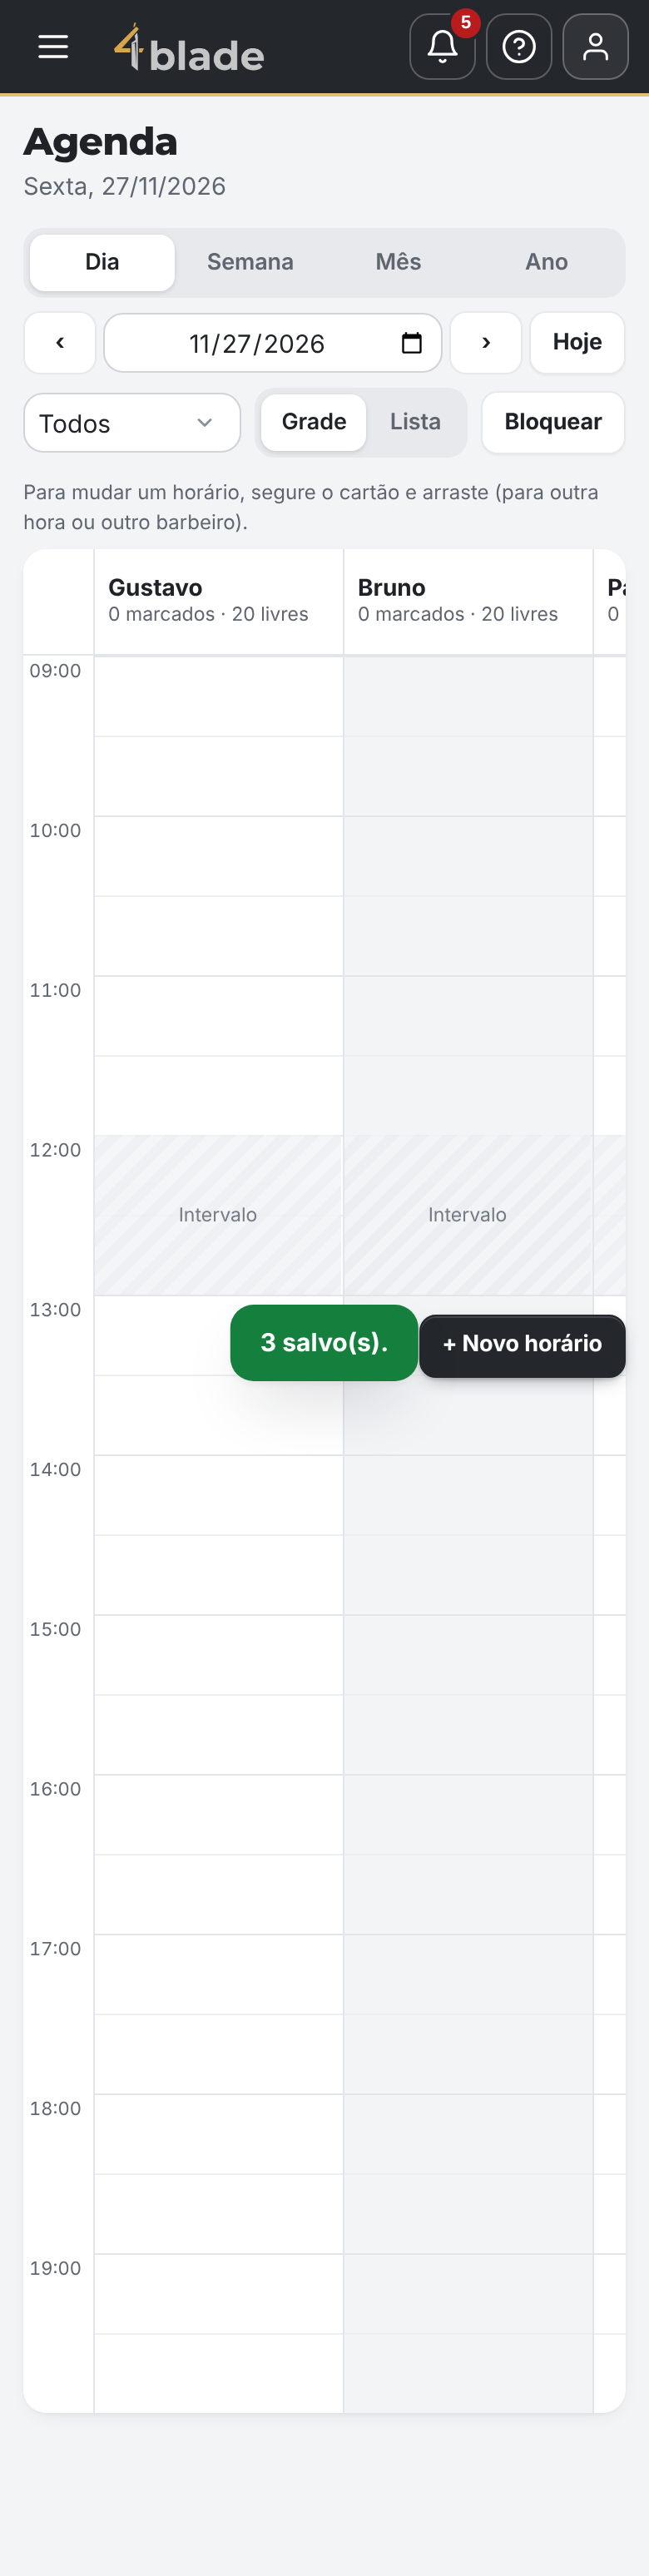 4blade
5
Agenda
Sexta, 27/11/2026
Dia Semana Mês Ano
‹ 11/27/2026 › Hoje
Todos Grade Lista Bloquear
Para mudar um horário, segure o cartão e arraste (para outra
hora ou outro barbeiro).
Gustavo Bruno
0 marcados · 20 livres 0 marcados · 20 livres 0
09:00
10:00
11:00
12:00
Intervalo Intervalo
13:00
3 salvo(s). + Novo horário
14:00
15:00
16:00
17:00
18:00
19:00